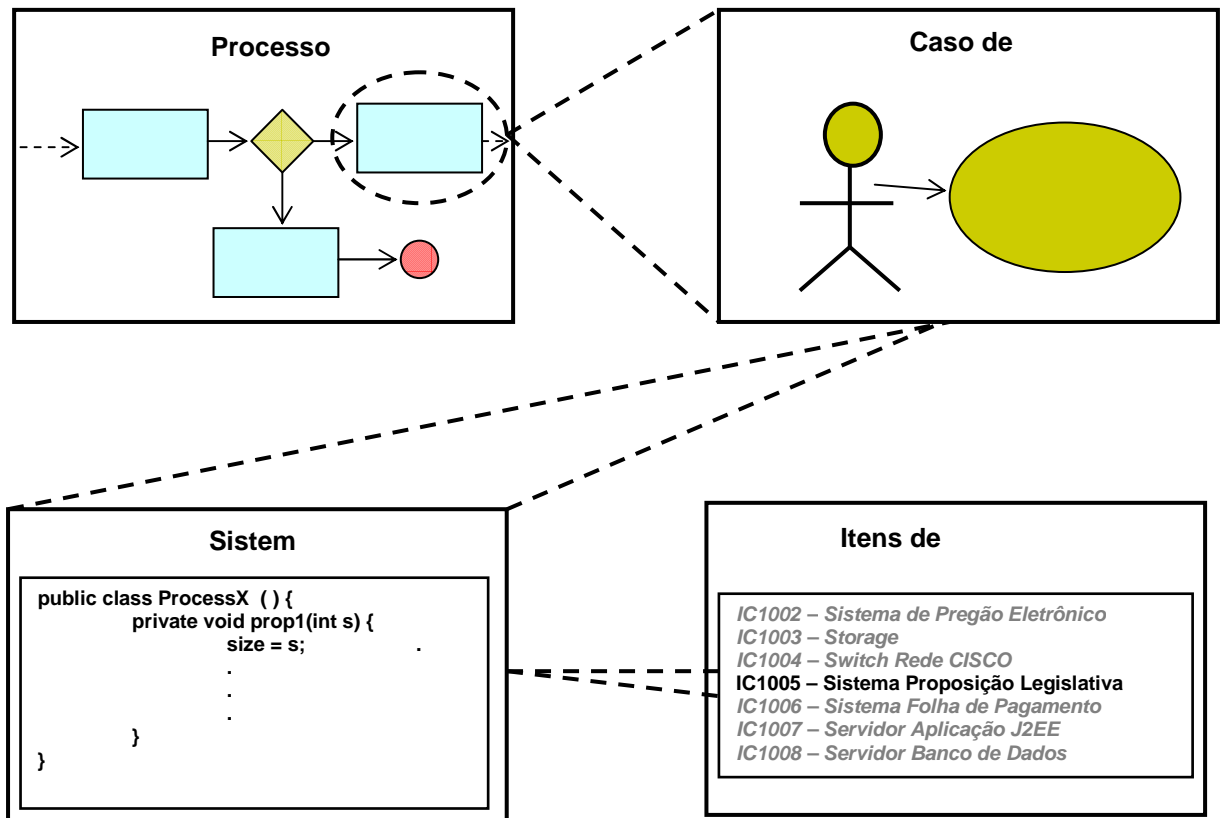 Processo
Caso de
Sistem
public class ProcessX ( ) {
private void prop1(int s) {
size = s; .
.
.
.
}
}
Itens de
IC1002 – Sistema de Pregão Eletrônico
IC1003 – Storage
IC1004 – Switch Rede CISCO
IC1005 – Sistema Proposição Legislativa
IC1006 – Sistema Folha de Pagamento
IC1007 – Servidor Aplicação J2EE
IC1008 – Servidor Banco de Dados